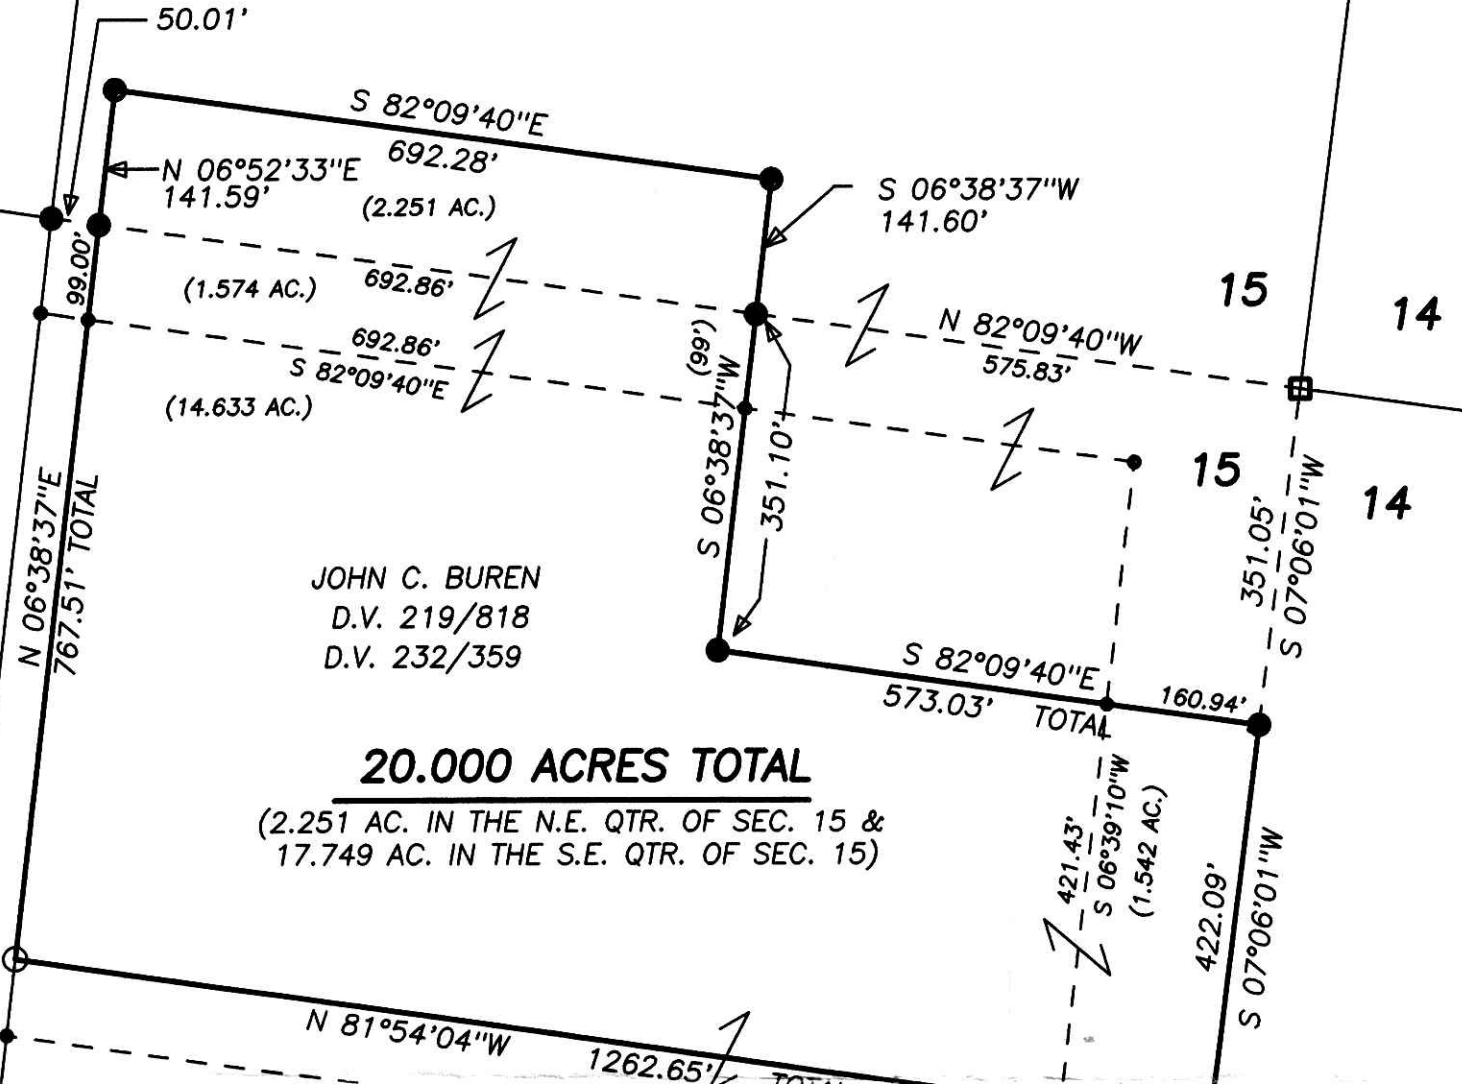 50.01'
S 82°09'40"E
692.28'
N 06°52'33"E
141.59'
(2.251 AC.)
S 06°38'37"W
141.60'
99.00'
(1.574 AC.)
692.86'
692.86'
S 82°09'40"E
(14.633 AC.)
(99')
S 06°38'37"W
351.10'
N 82°09'40"W
575.83'
15
14
15
14
351.05'
S 07°06'01"W
N 06°38'37"E
767.51' TOTAL
JOHN C. BUREN
D.V. 219/818
D.V. 232/359
S 82°09'40"E
573.03' TOTAL
160.94'
20.000 ACRES TOTAL
(2.251 AC. IN THE N.E. QTR. OF SEC. 15 &
17.749 AC. IN THE S.E. QTR. OF SEC. 15)
421.43'
S 06°39'10"W
(1.542 AC.)
422.09'
S 07°06'01"W
N 81°54'04"W
1262.65' TOTAL